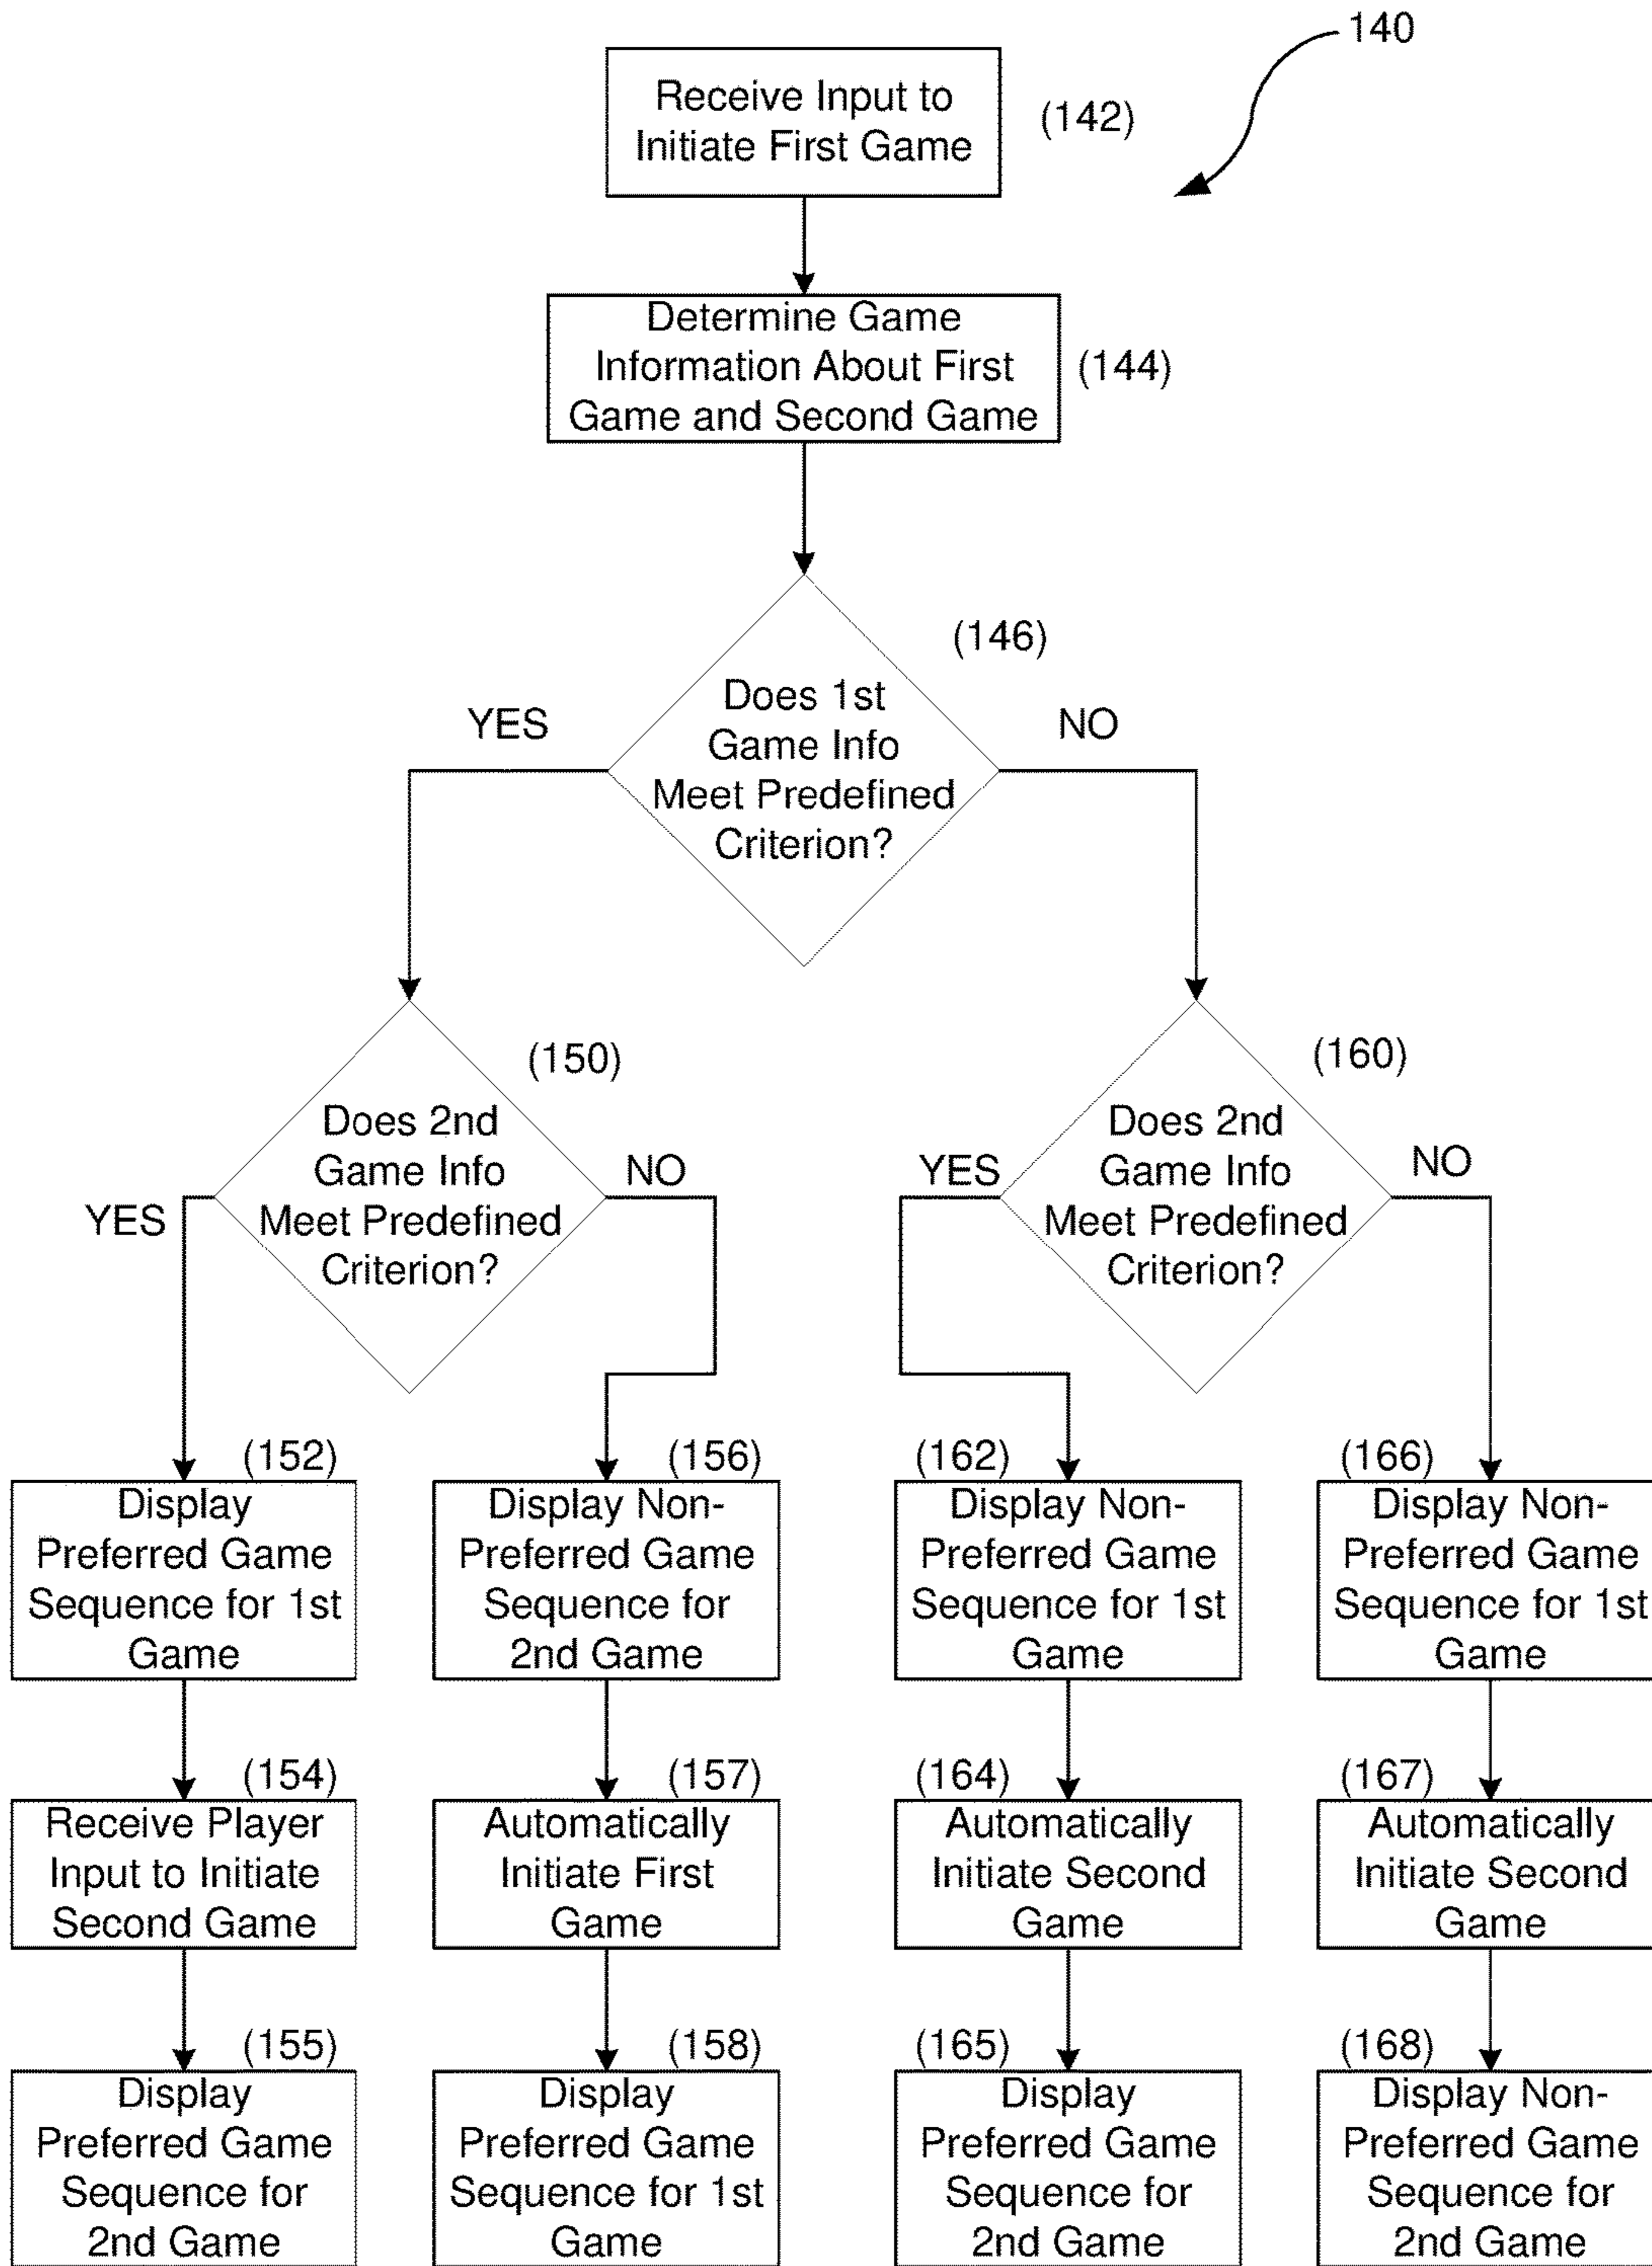 140
Receive Input to
Initiate First Game
(142)
Determine Game
Information About First
Game and Second Game
(144)
(146)
Does 1st
Game Info
Meet Predefined
Criterion?
YES
NO
(150)
Does 2nd
Game Info
Meet Predefined
Criterion?
YES
NO
(160)
Does 2nd
Game Info
Meet Predefined
Criterion?
YES
NO
(152)
Display
Preferred Game
Sequence for 1st
Game
(156)
Display Non-
Preferred Game
Sequence for
2nd Game
(162)
Display Non-
Preferred Game
Sequence for 1st
Game
(166)
Display Non-
Preferred Game
Sequence for 1st
Game
(154)
Receive Player
Input to Initiate
Second Game
(157)
Automatically
Initiate First
Game
(164)
Automatically
Initiate Second
Game
(167)
Automatically
Initiate Second
Game
(155)
Display
Preferred Game
Sequence for
2nd Game
(158)
Display
Preferred Game
Sequence for 1st
Game
(165)
Display
Preferred Game
Sequence for
2nd Game
(168)
Display Non-
Preferred Game
Sequence for
2nd Game